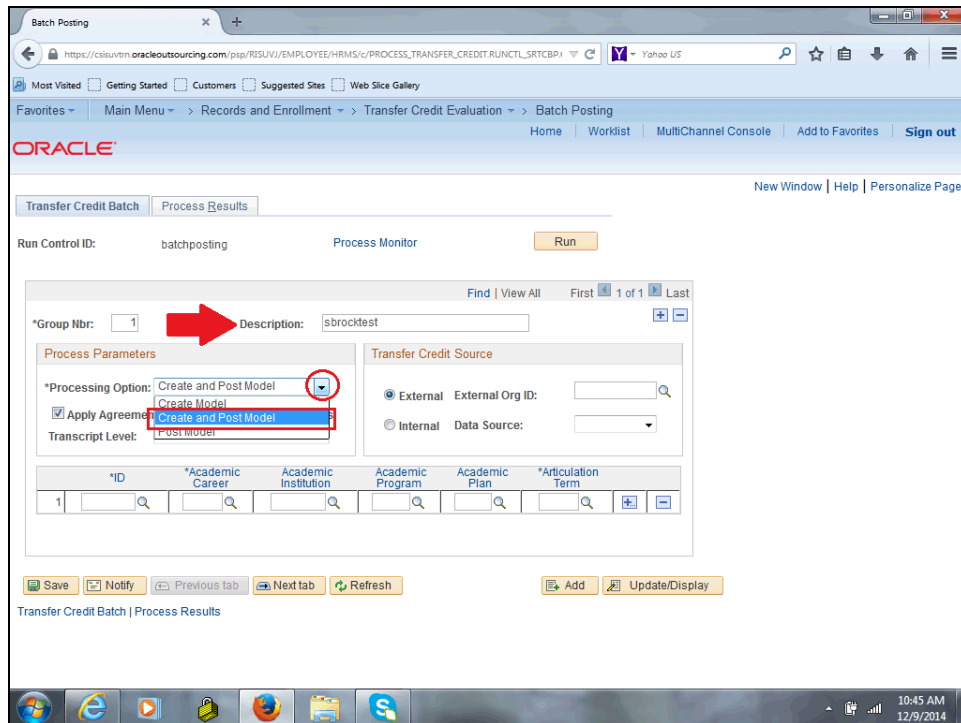 Batch Posting
https://csisuvtrn.oracleoutsourcing.com/psp/RISUVJ/EMPLOYEE/HRMS/c/PROCESS_TRANSFER_CREDIT.RUNCTL_SRTCBP. Yahoo US
Most Visited Getting Started Customers Suggested Sites Web Slice Gallery
Favorites Main Menu > Records and Enrollment > Transfer Credit Evaluation > Batch Posting
Home Worklist MultiChannel Console Add to Favorites Sign out
ORACLE
New Window | Help | Personalize Page
Transfer Credit Batch Process Results
Run Control ID: batchposting Process Monitor Run
Find | View All First 1 of 1 Last
*Group Nbr: 1 Description: sbrocktest
Process Parameters Transfer Credit Source
*Processing Option: Create and Post Model
External External Org ID:
Create Model
Apply Agreemen Create and Post Model s
Transcript Level: Post Model Internal Data Source:
*ID *Academic Career Academic Institution Academic Program Academic Plan *Articulation Term
1
Save Notify Previous tab Next tab Refresh Add Update/Display
Transfer Credit Batch | Process Results
10:45 AM
12/9/2014